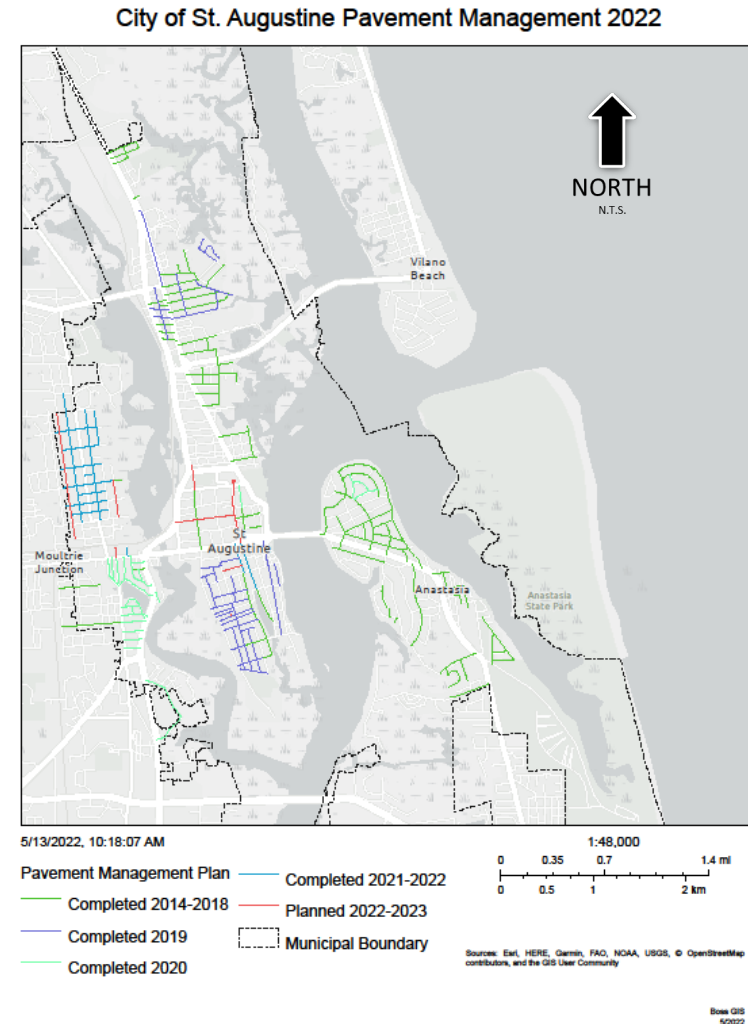 City of St. Augustine Pavement Management 2022
NORTH
N.T.S.
Vilano
Beach
St
Augustine
Moultrie
Junction
Anastasia
Anastasia
State Park
5/13/2022, 10:18:07 AM
1:48,000
0 0.35 0.7 1.4 mi
0 0.5 1 2 km
Pavement Management Plan
Completed 2014-2018
Completed 2019
Completed 2020
Completed 2021-2022
Planned 2022-2023
Municipal Boundary
Sources: Esri, HERE, Garmin, FAO, NOAA, USGS, © OpenStreetMap
contributors, and the GIS User Community
Boss GIS
5/2022